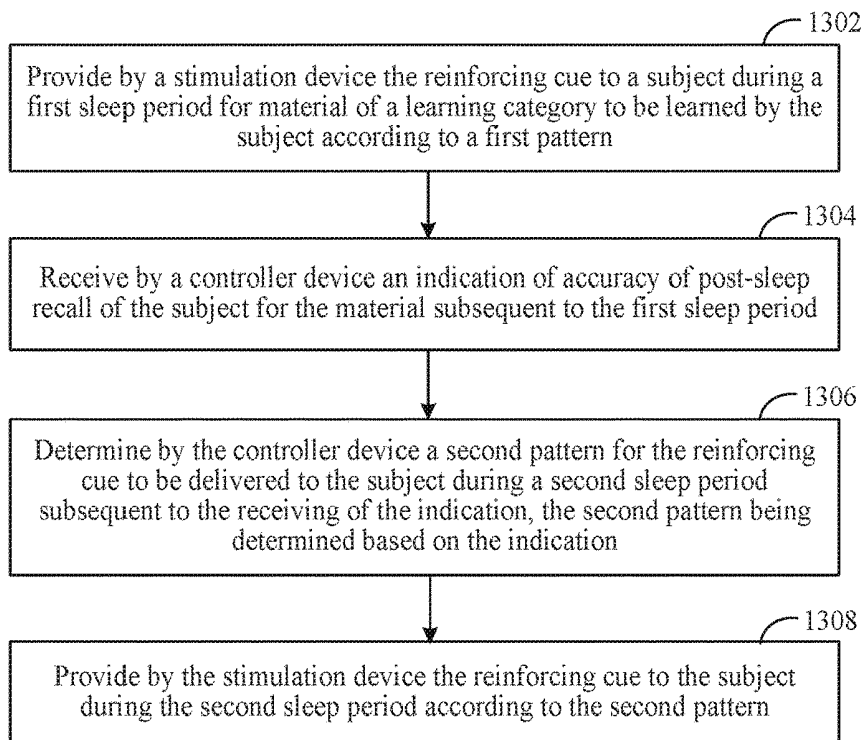 1302
Provide by a stimulation device the reinforcing cue to a subject during a
first sleep period for material of a learning category to be learned by the
subject according to a first pattern
1304
Receive by a controller device an indication of accuracy of post-sleep
recall of the subject for the material subsequent to the first sleep period
1306
Determine by the controller device a second pattern for the reinforcing
cue to be delivered to the subject during a second sleep period
subsequent to the receiving of the indication, the second pattern being
determined based on the indication
1308
Provide by the stimulation device the reinforcing cue to the subject
during the second sleep period according to the second pattern